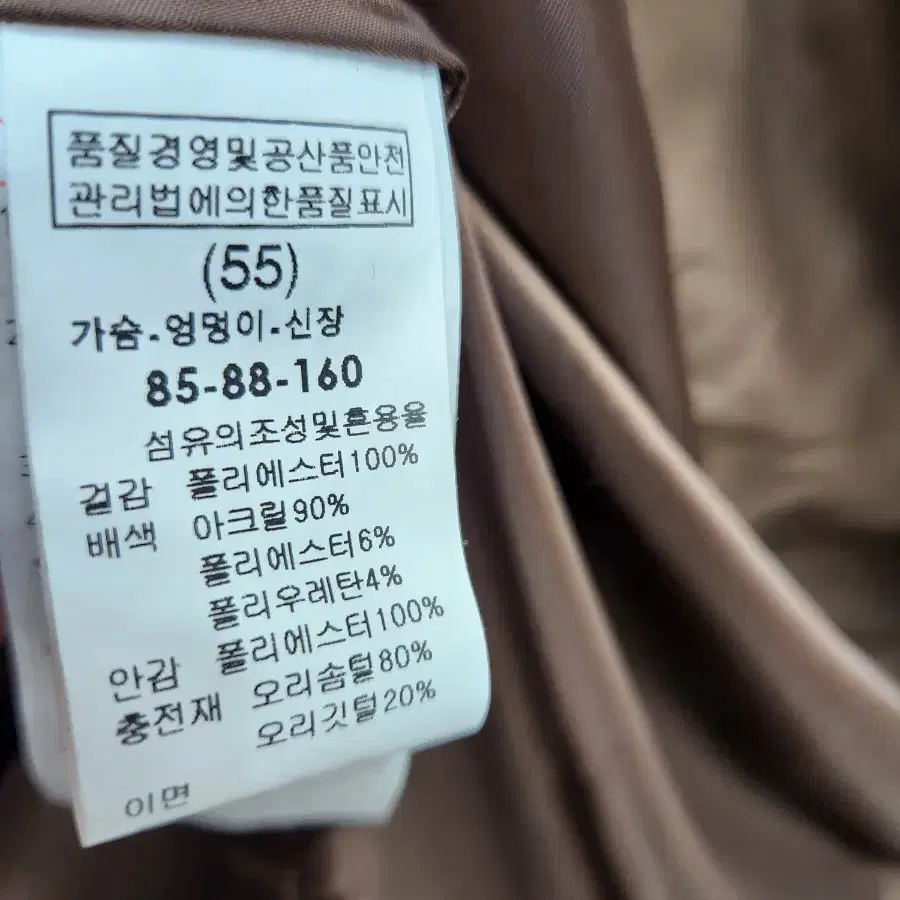 품질경영및공산품안전
관리법에의한품질표시
(55)
가슴-엉덩이-신장
85-88-160
섬유의조성및혼용율
겉감 폴리에스터100%
배색 아크릴90%
폴리에스터6%
폴리우레탄4%
안감 폴리에스터100%
충전재 오리솜털80%
오리깃털20%
이면